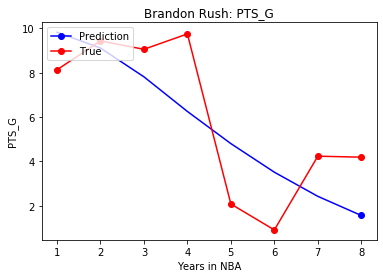 Brandon Rush: PTS_G
Prediction
True
10
8
6
4
2
PTS_G
1 2 3 4 5 6 7 8
Years in NBA